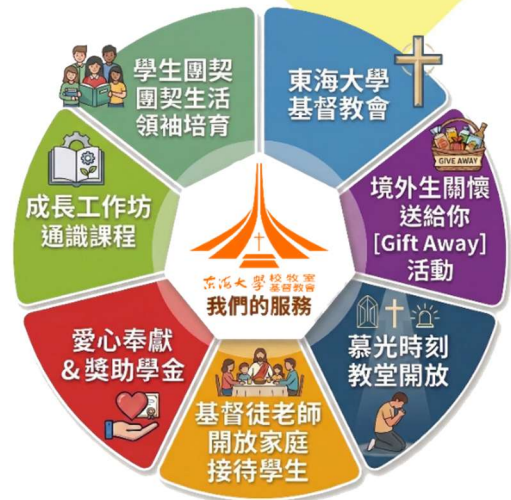 學生團契
團契生活
領袖培育
東海大學
基督教會
GIVE AWAY
境外生關懷
送給你
[Gift Away]
活動
慕光時刻
教堂開放
基督徒老師
開放家庭
接待學生
愛心奉獻
＆獎助學金
成長工作坊
通識課程
东海大學 校牧室
基督教會
我們的服務